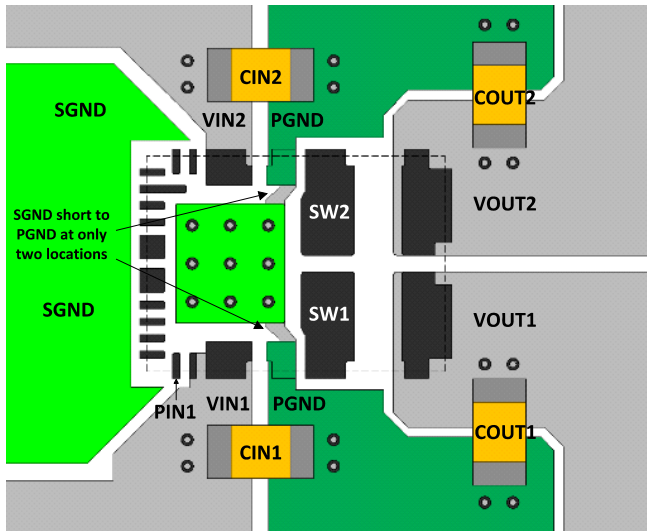 CIN2
COUT2
SGND
VIN2
PGND
VOUT2
SGND short to
PGND at only
two locations
SW2
SGND
SW1
VOUT1
PIN1
VIN1
PGND
COUT1
CIN1